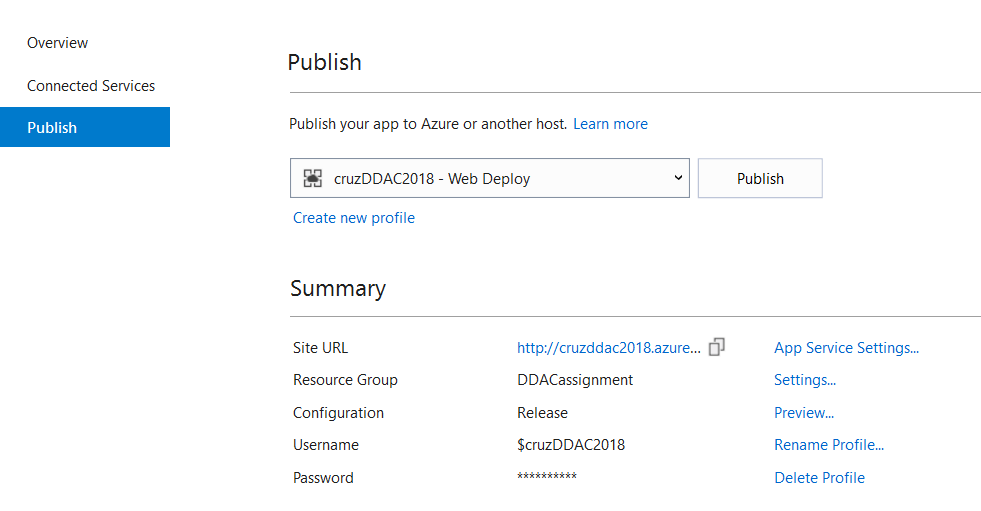 Overview
Connected Services
Publish
Publish
Publish your app to Azure or another host. Learn more
cruzDDAC2018 - Web Deploy
Publish
Create new profile
Summary
Site URL http://cruzddac2018.azure... App Service Settings...
Resource Group DDACassignment Settings...
Configuration Release Preview...
Username $cruzDDAC2018 Rename Profile...
Password ********** Delete Profile